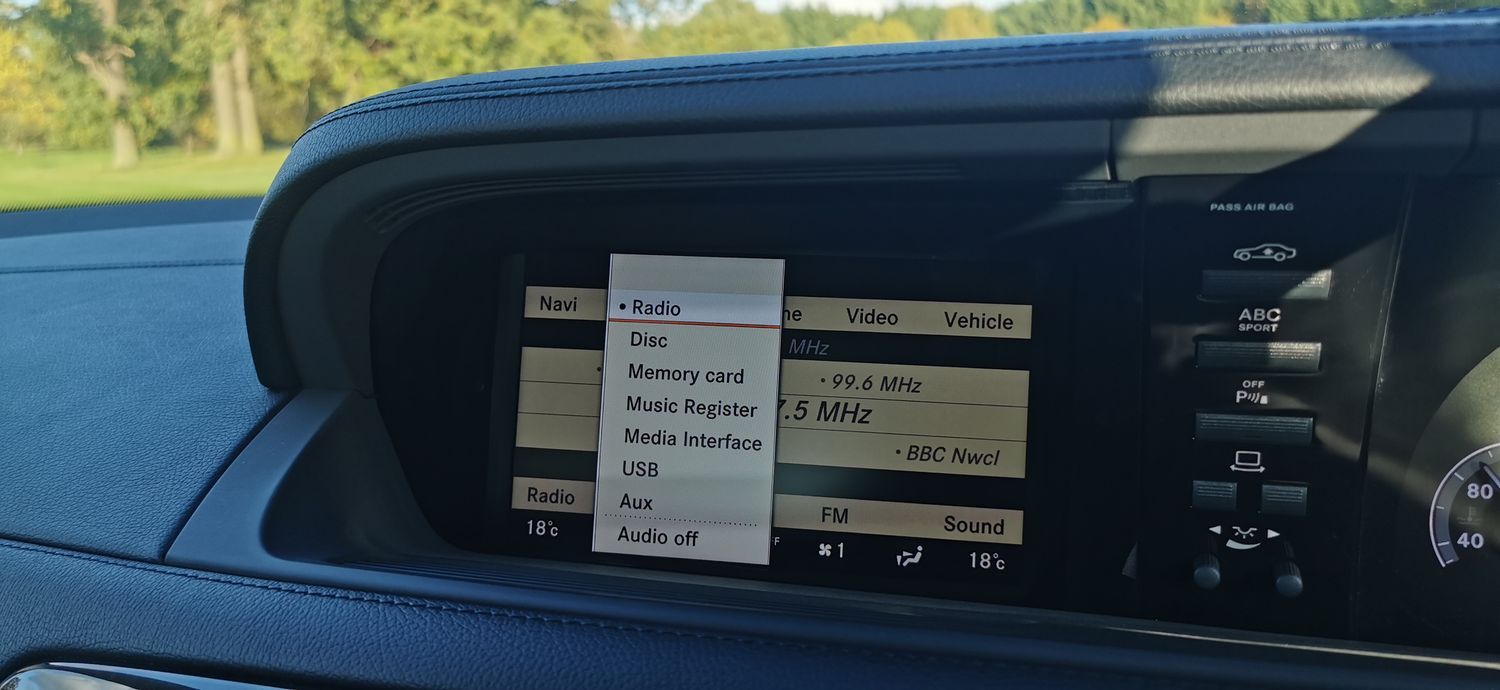 PASS AIR BAG
Navi
Video
Vehicle
• Radio
Disc
Memory card
Music Register
Media Interface
USB
Aux
Audio off
MHz
• 99.6 MHz
7.5 MHz
• BBC Nwcl
Radio
FM
Sound
18°C
1
18°C
ABC
SPORT
OFF
P
80
40